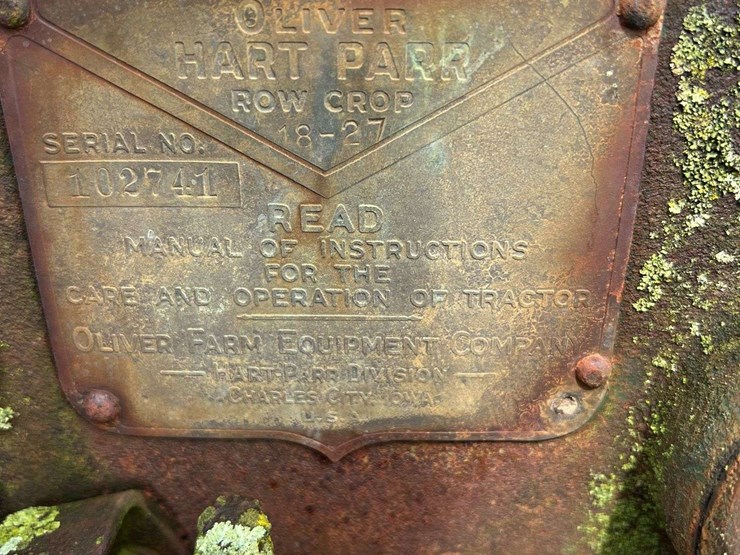 OLIVER
HART PARR
ROW CROP
18-27
SERIAL NO.
102741
READ
MANUAL OF INSTRUCTIONS
FOR THE
CARE AND OPERATION OF TRACTOR
OLIVER FARM EQUIPMENT COMPANY
HART-PARR DIVISION
CHARLES CITY, IOWA.
U.S.A.